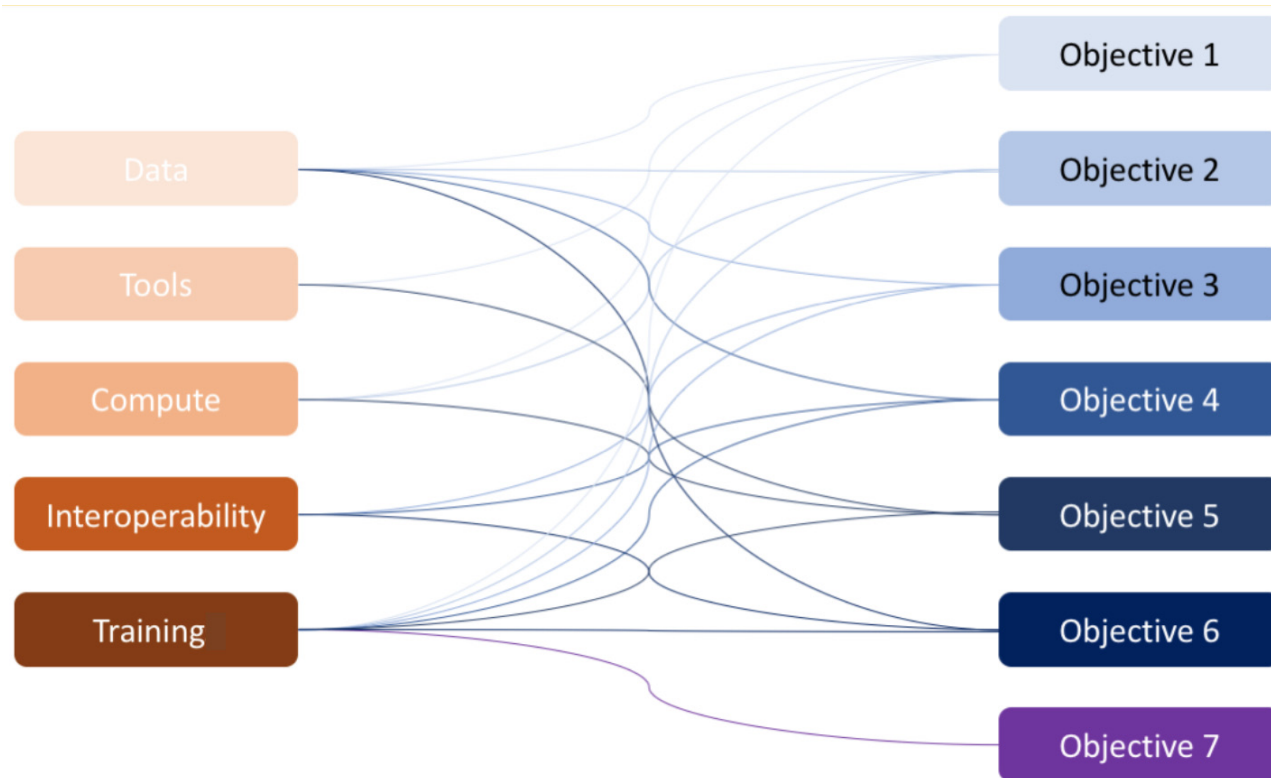 Data
Tools
Compute
Interoperability
Training
Objective 1
Objective 2
Objective 3
Objective 4
Objective 5
Objective 6
Objective 7